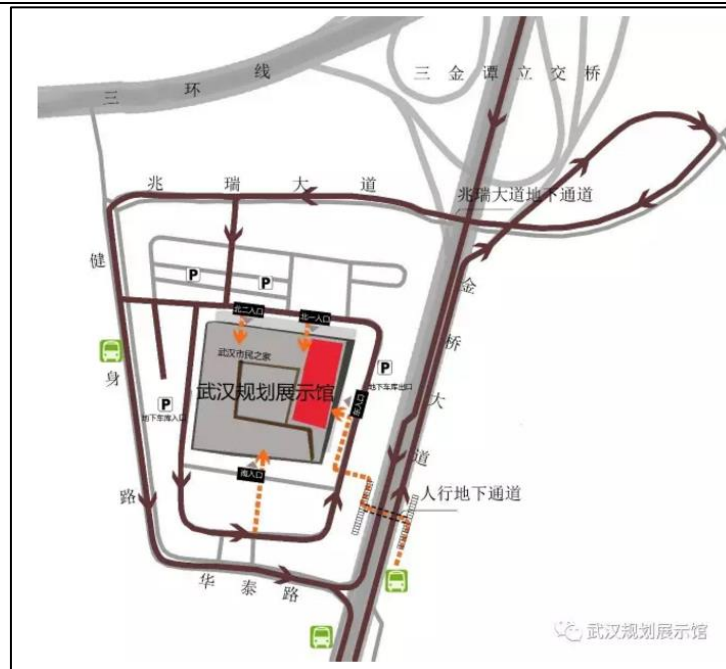 三环线
三金谭立交桥
兆瑞大道
兆瑞大道地下通道
健身路
金桥大道
P
P
北二入口
北一入口
武汉市民之家
武汉规划展示馆
P
地下车库出口
东入口
P
地下车库入口
南入口
人行地下通道
华泰路
武汉规划展示馆